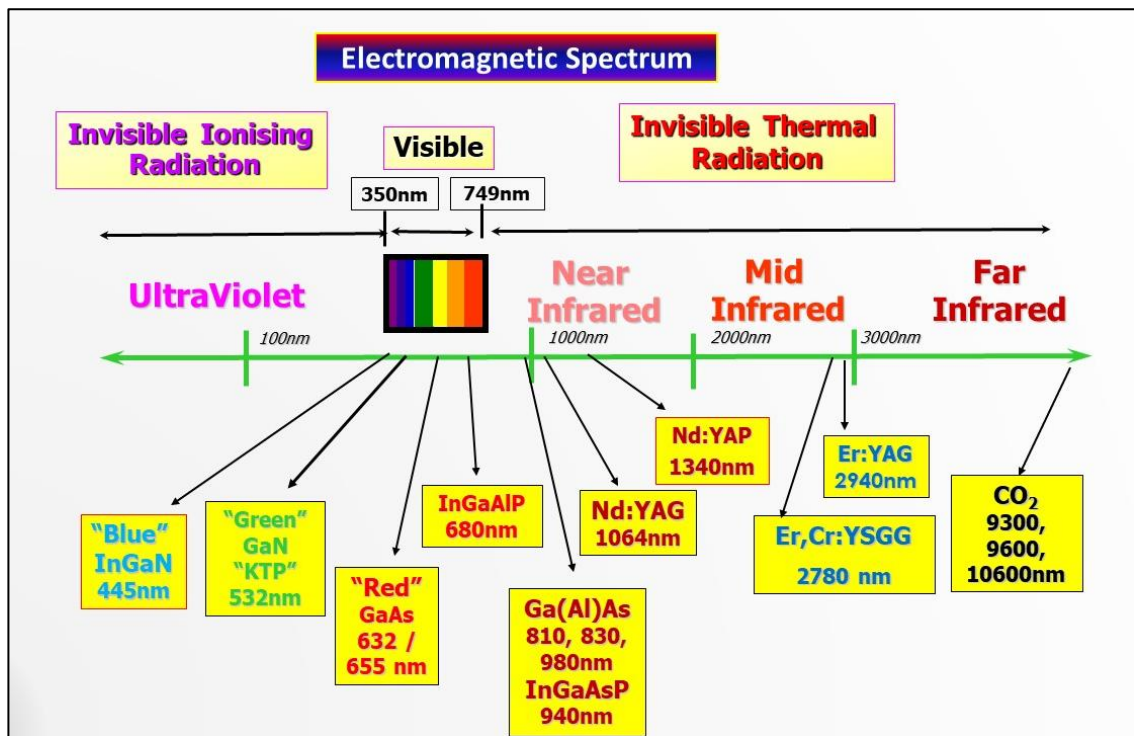 Electromagnetic Spectrum
Invisible Ionising
Radiation
Visible
Invisible Thermal
Radiation
350nm
749nm
UltraViolet
Near
Infrared
Mid
Infrared
Far
Infrared
100nm
1000nm
2000nm
3000nm
"Blue"
InGaN
445nm
"Green"
GaN
"KTP"
532nm
"Red"
GaAs
632 /
655 nm
InGaAlP
680nm
Ga(Al)As
810, 830,
980nm
InGaAsP
940nm
Nd:YAG
1064nm
Nd:YAP
1340nm
Er,Cr:YSGG
2780 nm
Er:YAG
2940nm
CO₂
9300,
9600,
10600nm